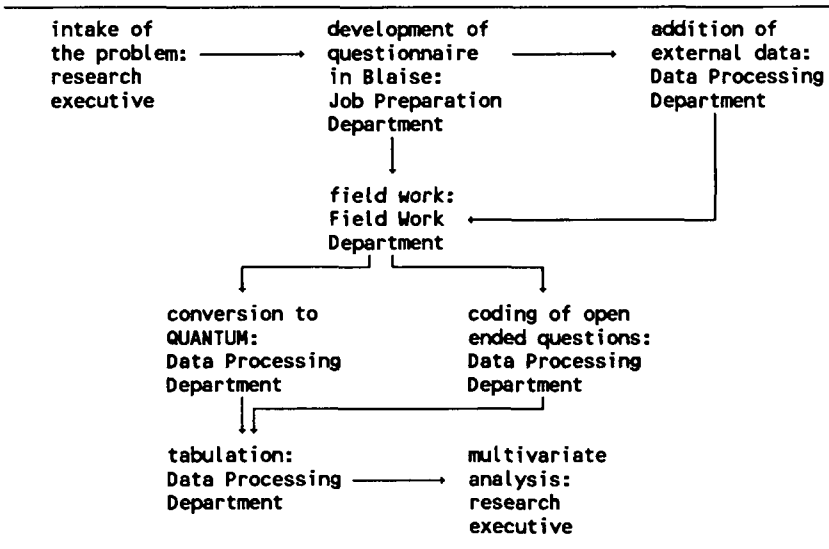 intake of
the problem:
research
executive
development of
questionnaire
in Blaise:
Job Preparation
Department
addition of
external data:
Data Processing
Department
field work:
Field Work
Department
conversion to
QUANTUM:
Data Processing
Department
coding of open
ended questions:
Data Processing
Department
tabulation:
Data Processing
Department
multivariate
analysis:
research
executive